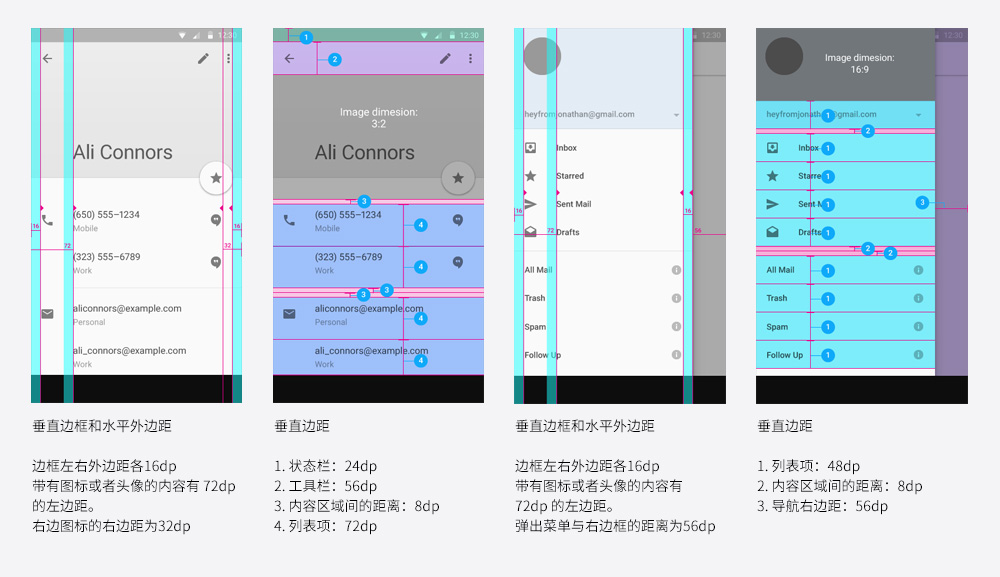 12:30
Ali Connors
(650) 555–1234
Mobile
16
16
72
32
(323) 555–6789
Work
aliconnors@example.com
Personal
ali_connors@example.com
Work
垂直边框和水平外边距
边框左右外边距各16dp
带有图标或者头像的内容有 72dp
的左边距。
右边图标的右边距为32dp
1
12:30
2
Image dimesion:
3:2
Ali Connors
3
(650) 555–1234
4
Mobile
(323) 555–6789
4
Work
3
3
aliconnors@example.com
4
Personal
ali_connors@example.com
4
Work
垂直边距
1. 状态栏：24dp
2. 工具栏：56dp
3. 内容区域间的距离：8dp
4. 列表项：72dp
12:30
heyfromjonathan@gmail.com
Inbox
Starred
Sent Mail
16
16
72
56
Drafts
All Mail
Trash
Spam
Follow Up
垂直边框和水平外边距
边框左右外边距各16dp
带有图标或者头像的内容有
72dp 的左边距。
弹出菜单与右边框的距离为56dp
12:30
Image dimesion:
16:9
heyfromjonathan@gmail.com
1
2
Inbox
1
Starred
1
Sent M
1
3
Drafts
1
2
2
All Mail
1
Trash
1
Spam
1
Follow Up
1
垂直边距
1. 列表项：48dp
2. 内容区域间的距离：8dp
3. 导航右边距：56dp